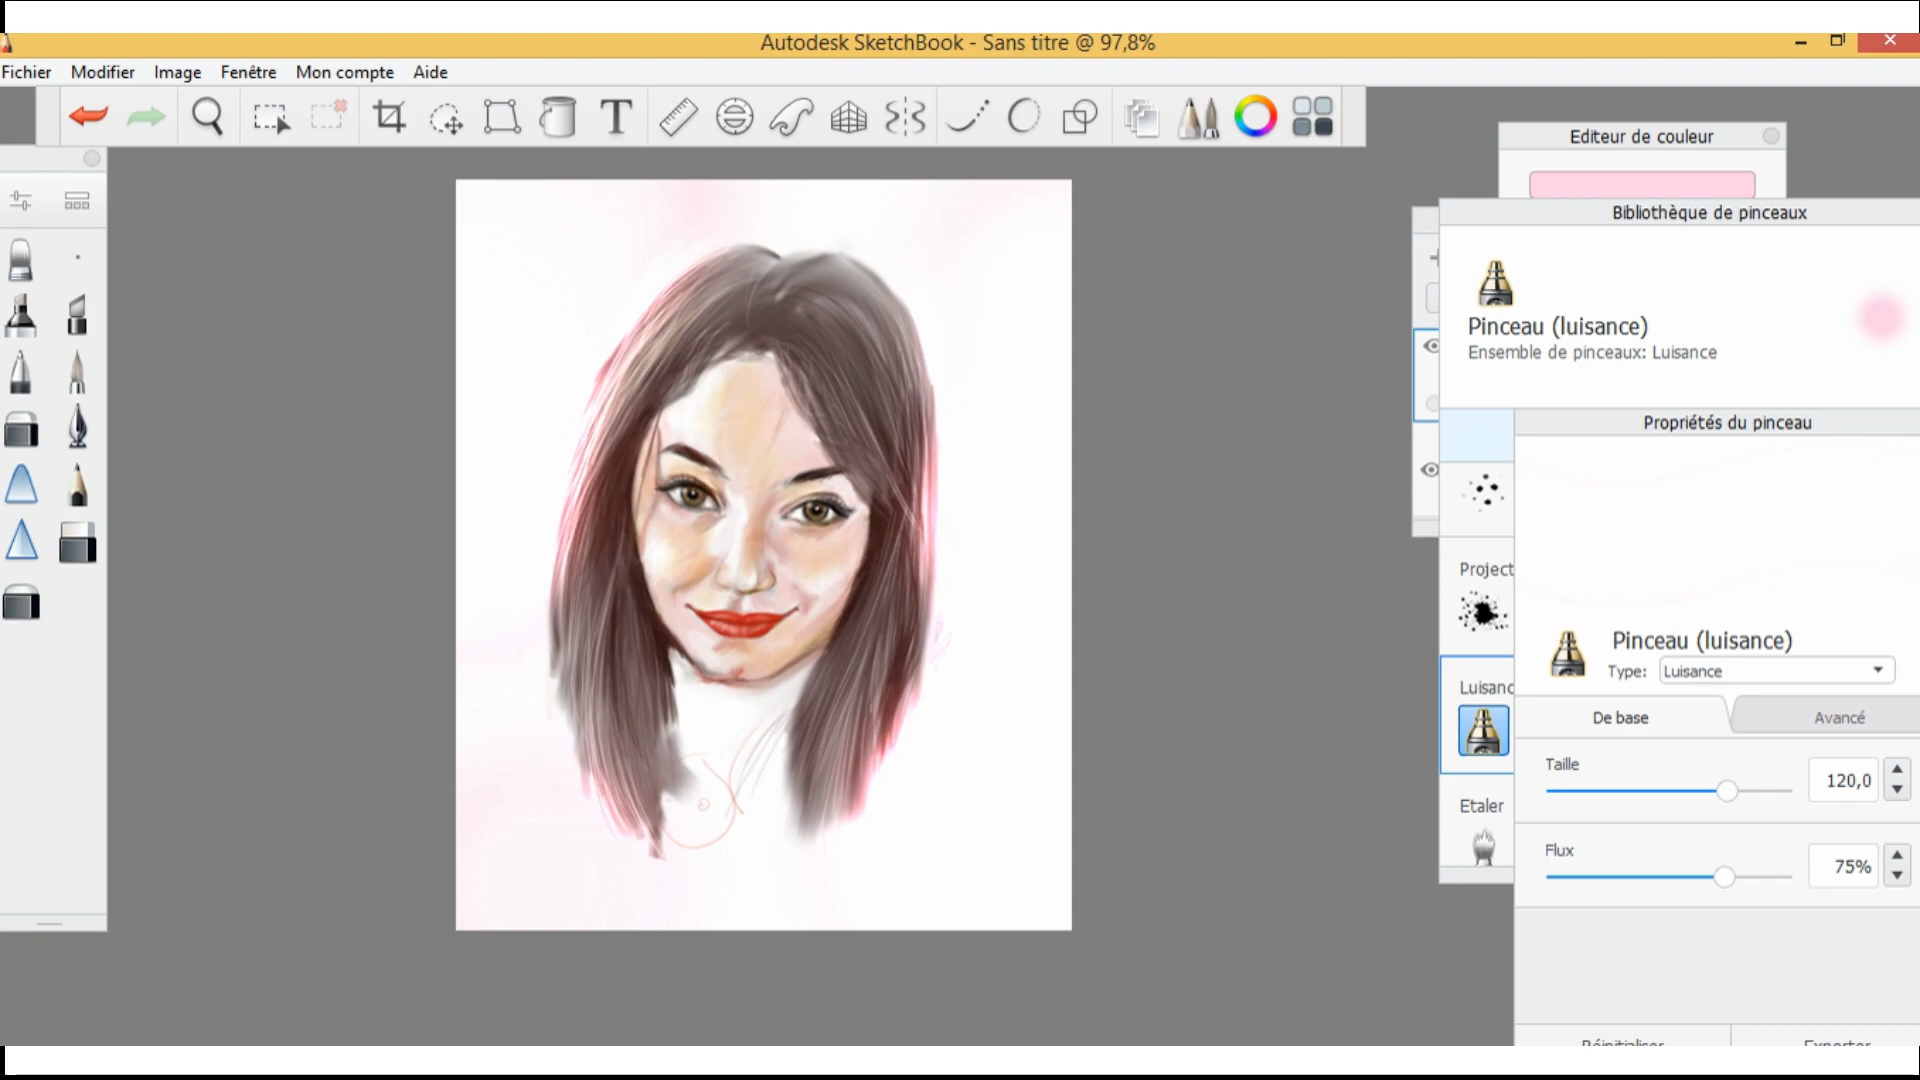 Autodesk SketchBook - Sans titre @ 97,8%
Fichier Modifier Image Fenêtre Mon compte Aide
T
Editeur de couleur
Bibliothèque de pinceaux
Pinceau (luisance)
Ensemble de pinceaux: Luisance
Propriétés du pinceau
Project
Pinceau (luisance)
Type: Luisance
Luisanc
De base Avancé
Taille
120,0
Etaler
Flux
75%
Réinitialiser Exporter